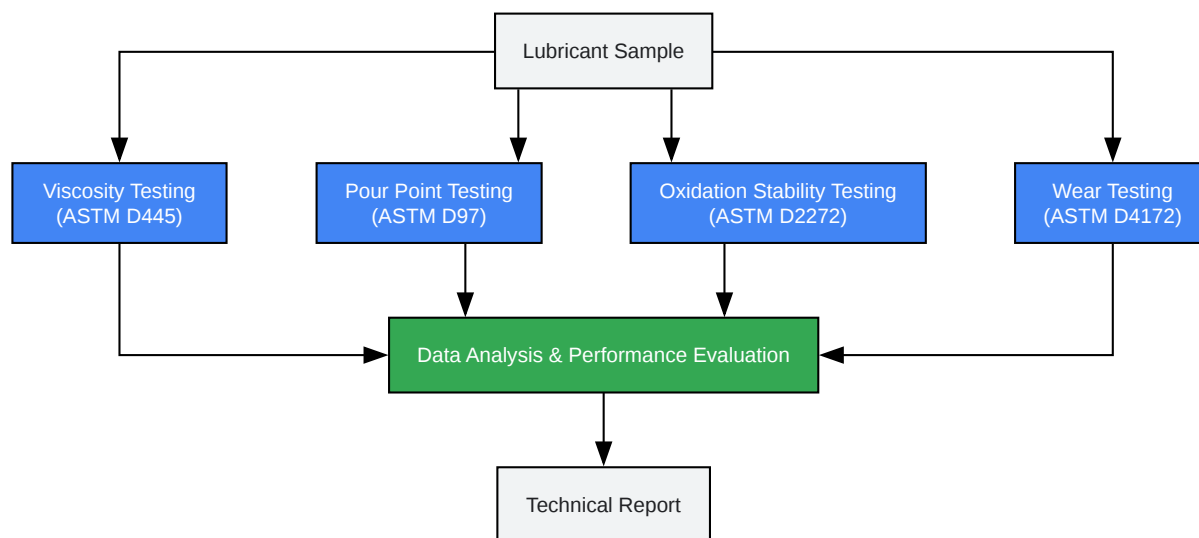 Lubricant Sample
Viscosity Testing
(ASTM D445)
Pour Point Testing
(ASTM D97)
Oxidation Stability Testing
(ASTM D2272)
Wear Testing
(ASTM D4172)
Data Analysis & Performance Evaluation
Technical Report